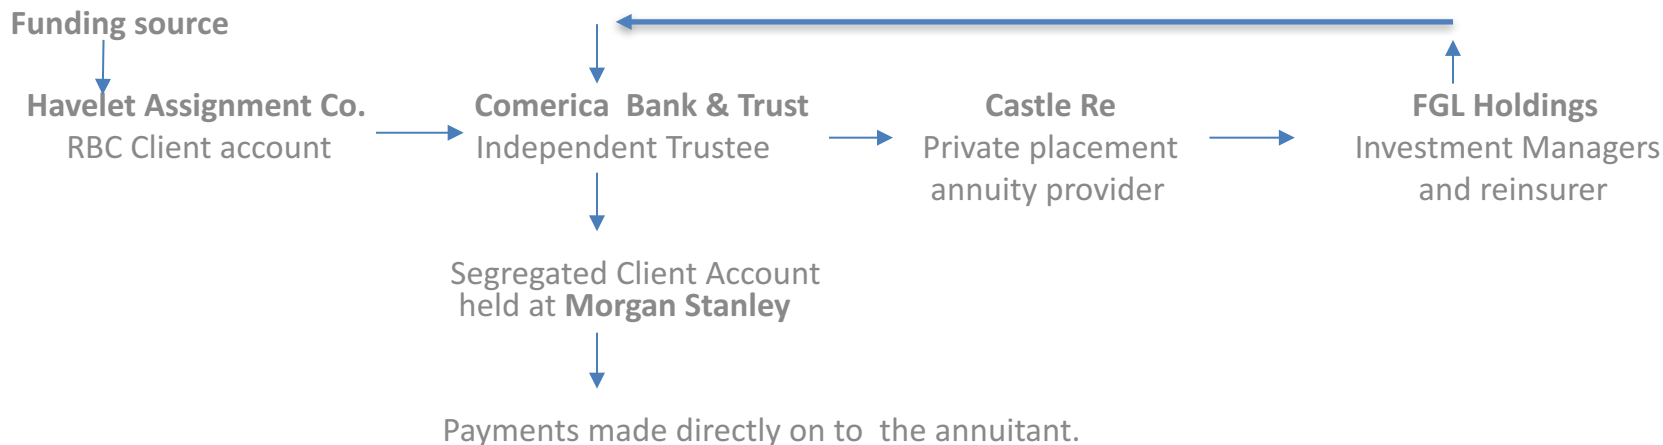 Funding source
Havelet Assignment Co.
RBC Client account
Comerica Bank & Trust
Independent Trustee
Castle Re
Private placement
annuity provider
FGL Holdings
Investment Managers
and reinsurer
Segregated Client Account
held at Morgan Stanley
Payments made directly on to the annuitant.